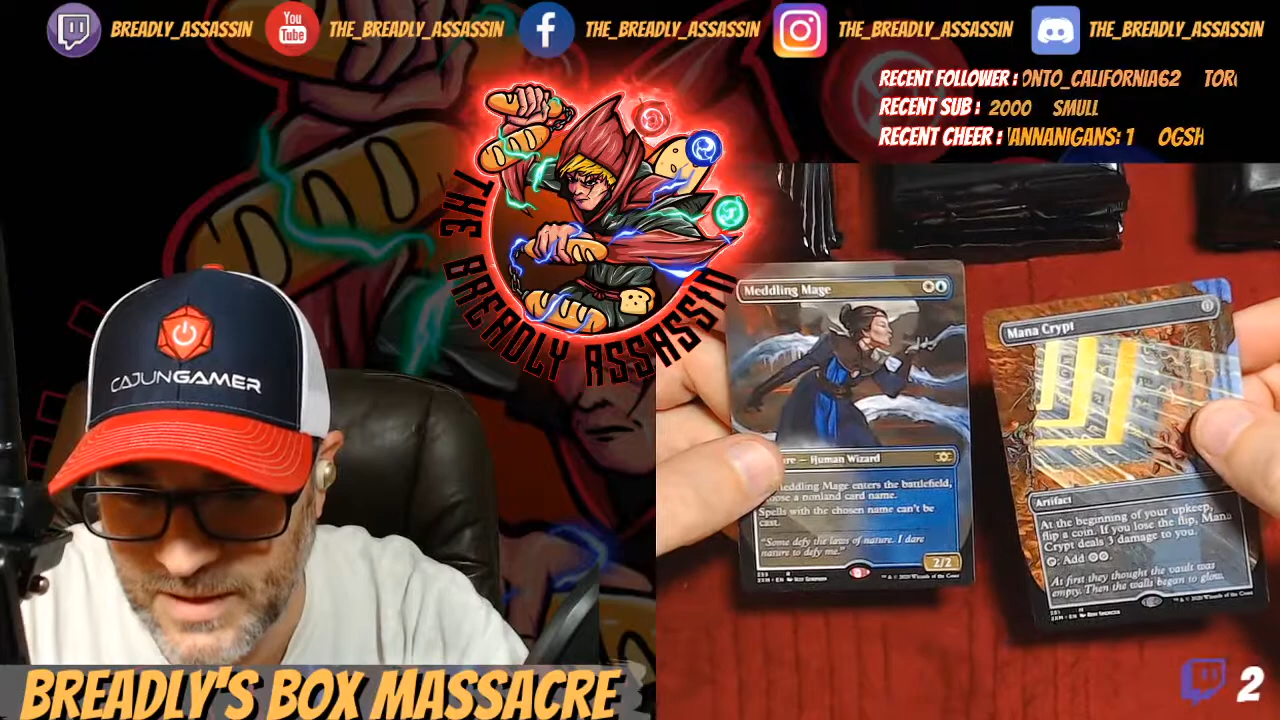 BREADLY_ASSASSIN
You
Tube
THE_BREADLY_ASSASSIN
THE_BREADLY_ASSASSIN
THE_BREADLY_ASSASSIN
THE_BREADLY_ASSASSIN
RECENT FOLLOWER : ONTO_CALIFORNIA62 TOR
RECENT SUB : 2000 SMULL
RECENT CHEER : ANNANIGANS: 1 OGSH
THE BREADLY ASSASSIN
CAJUNGAMER
Meddling Mage
re — Human Wizard
eddling Mage enters the battlefield,
oose a nonland card name.
Spells with the chosen name can't be
cast.
"Some defy the laws of nature. I dare
nature to defy me."
2/2
Mana Crypt
Artifact
At the beginning of your upkeep,
flip a coin. If you lose the flip, Mana
Crypt deals 3 damage to you.
: Add
At first they thought the vault was
empty. Then the walls began to glow.
BREADLY'S BOX MASSACRE
2